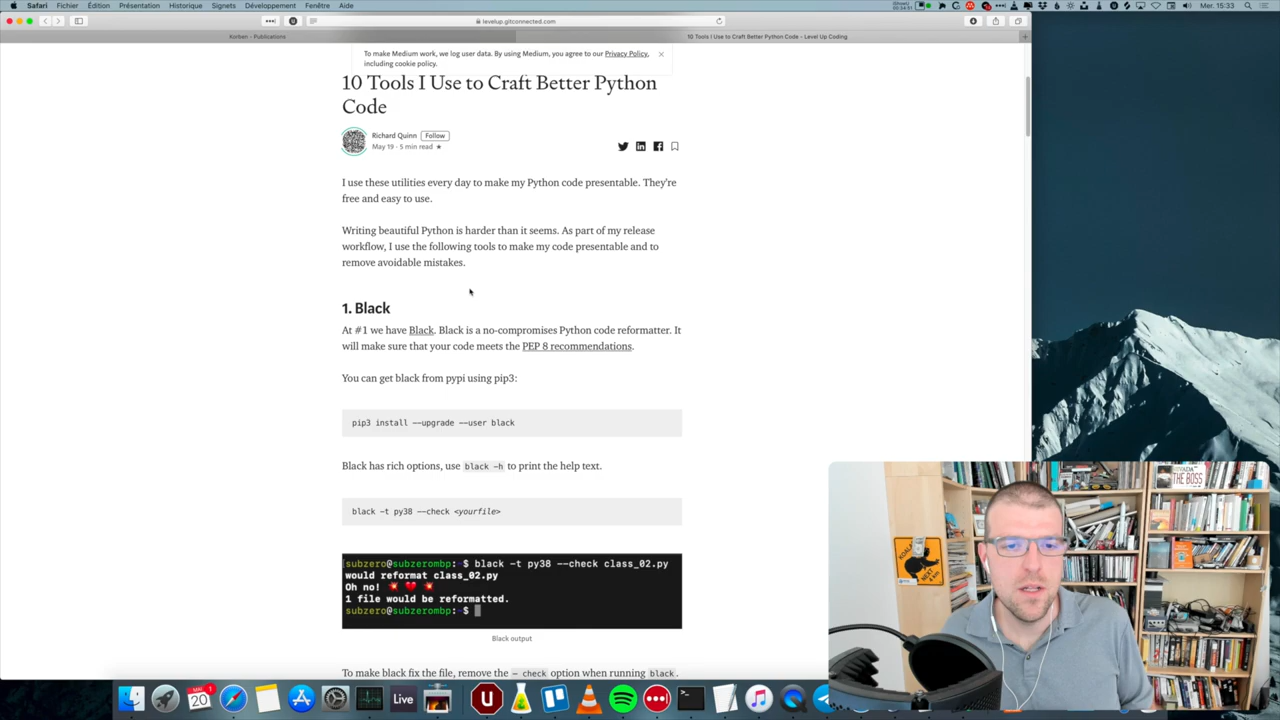 Safari Fichier Édition Présentation Historique Signets Développement Fenêtre Aide
Mer. 15:33
levelup.gitconnected.com
Korben - Publications
10 Tools I Use to Craft Better Python Code - Level Up Coding
To make Medium work, we log user data. By using Medium, you agree to our Privacy Policy,
including cookie policy.
10 Tools I Use to Craft Better Python
Code
Richard Quinn Follow
May 19 · 5 min read ★
I use these utilities every day to make my Python code presentable. They're
free and easy to use.
Writing beautiful Python is harder than it seems. As part of my release
workflow, I use the following tools to make my code presentable and to
remove avoidable mistakes.
1. Black
At #1 we have Black. Black is a no-compromises Python code reformatter. It
will make sure that your code meets the PEP 8 recommendations.
You can get black from pypi using pip3:
pip3 install --upgrade --user black
Black has rich options, use black -h to print the help text.
black -t py38 --check <yourfile>
subzero@subzerombp:~$ black -t py38 --check class_02.py
would reformat class_02.py
Oh no! 💥 💔 💥
1 file would be reformatted.
subzero@subzerombp:~$
Black output
To make black fix the file, remove the — check option when running black.
THE BOSS
20
Live